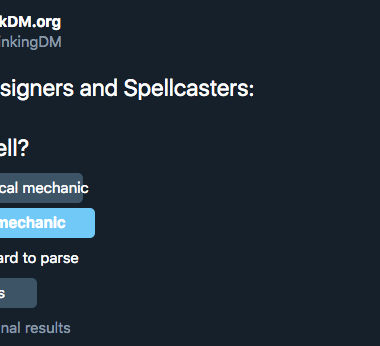 kDM.org
inkingDM
signers and Spellcasters:
ell?
cal mechanic
mechanic
ard to parse
s
nal results